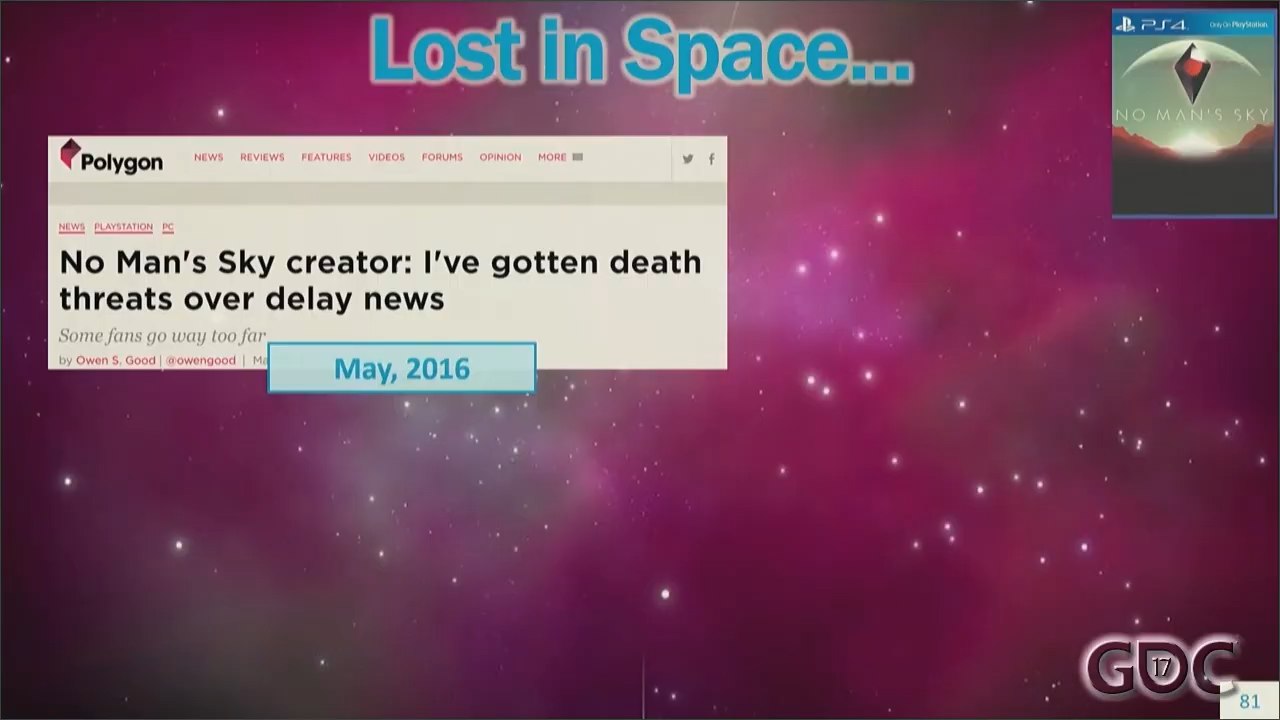 Lost in Space...
PS4
Only On PlayStation.
NO MAN'S SKY
Polygon
NEWS REVIEWS FEATURES VIDEOS FORUMS OPINION MORE
NEWS PLAYSTATION PC
No Man's Sky creator: I've gotten death
threats over delay news
Some fans go way too far
by Owen S. Good | @owengood | Ma
May, 2016
GDC
17
81